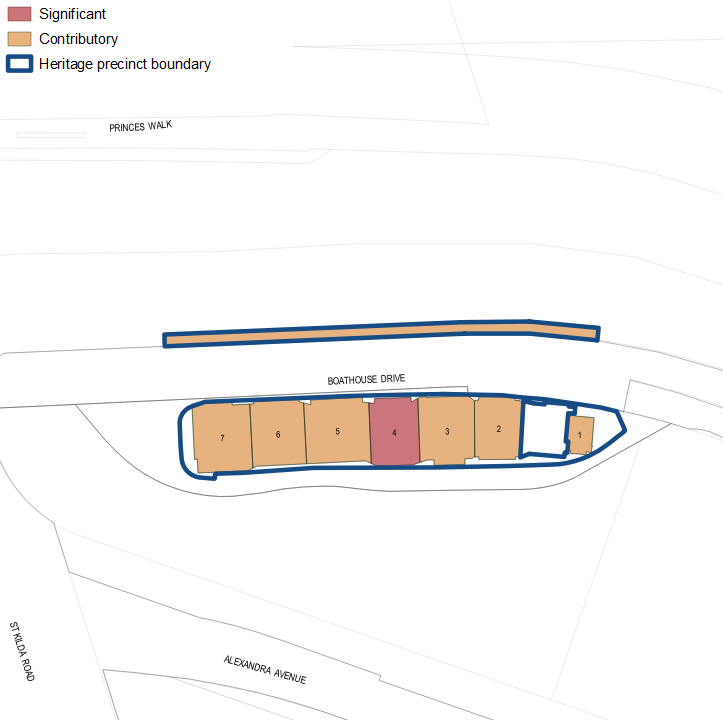 Significant
Contributory
Heritage precinct boundary
PRINCES WALK
BOATHOUSE DRIVE
7
6
5
4
3
2
1
ST KILDA ROAD
ALEXANDRA AVENUE